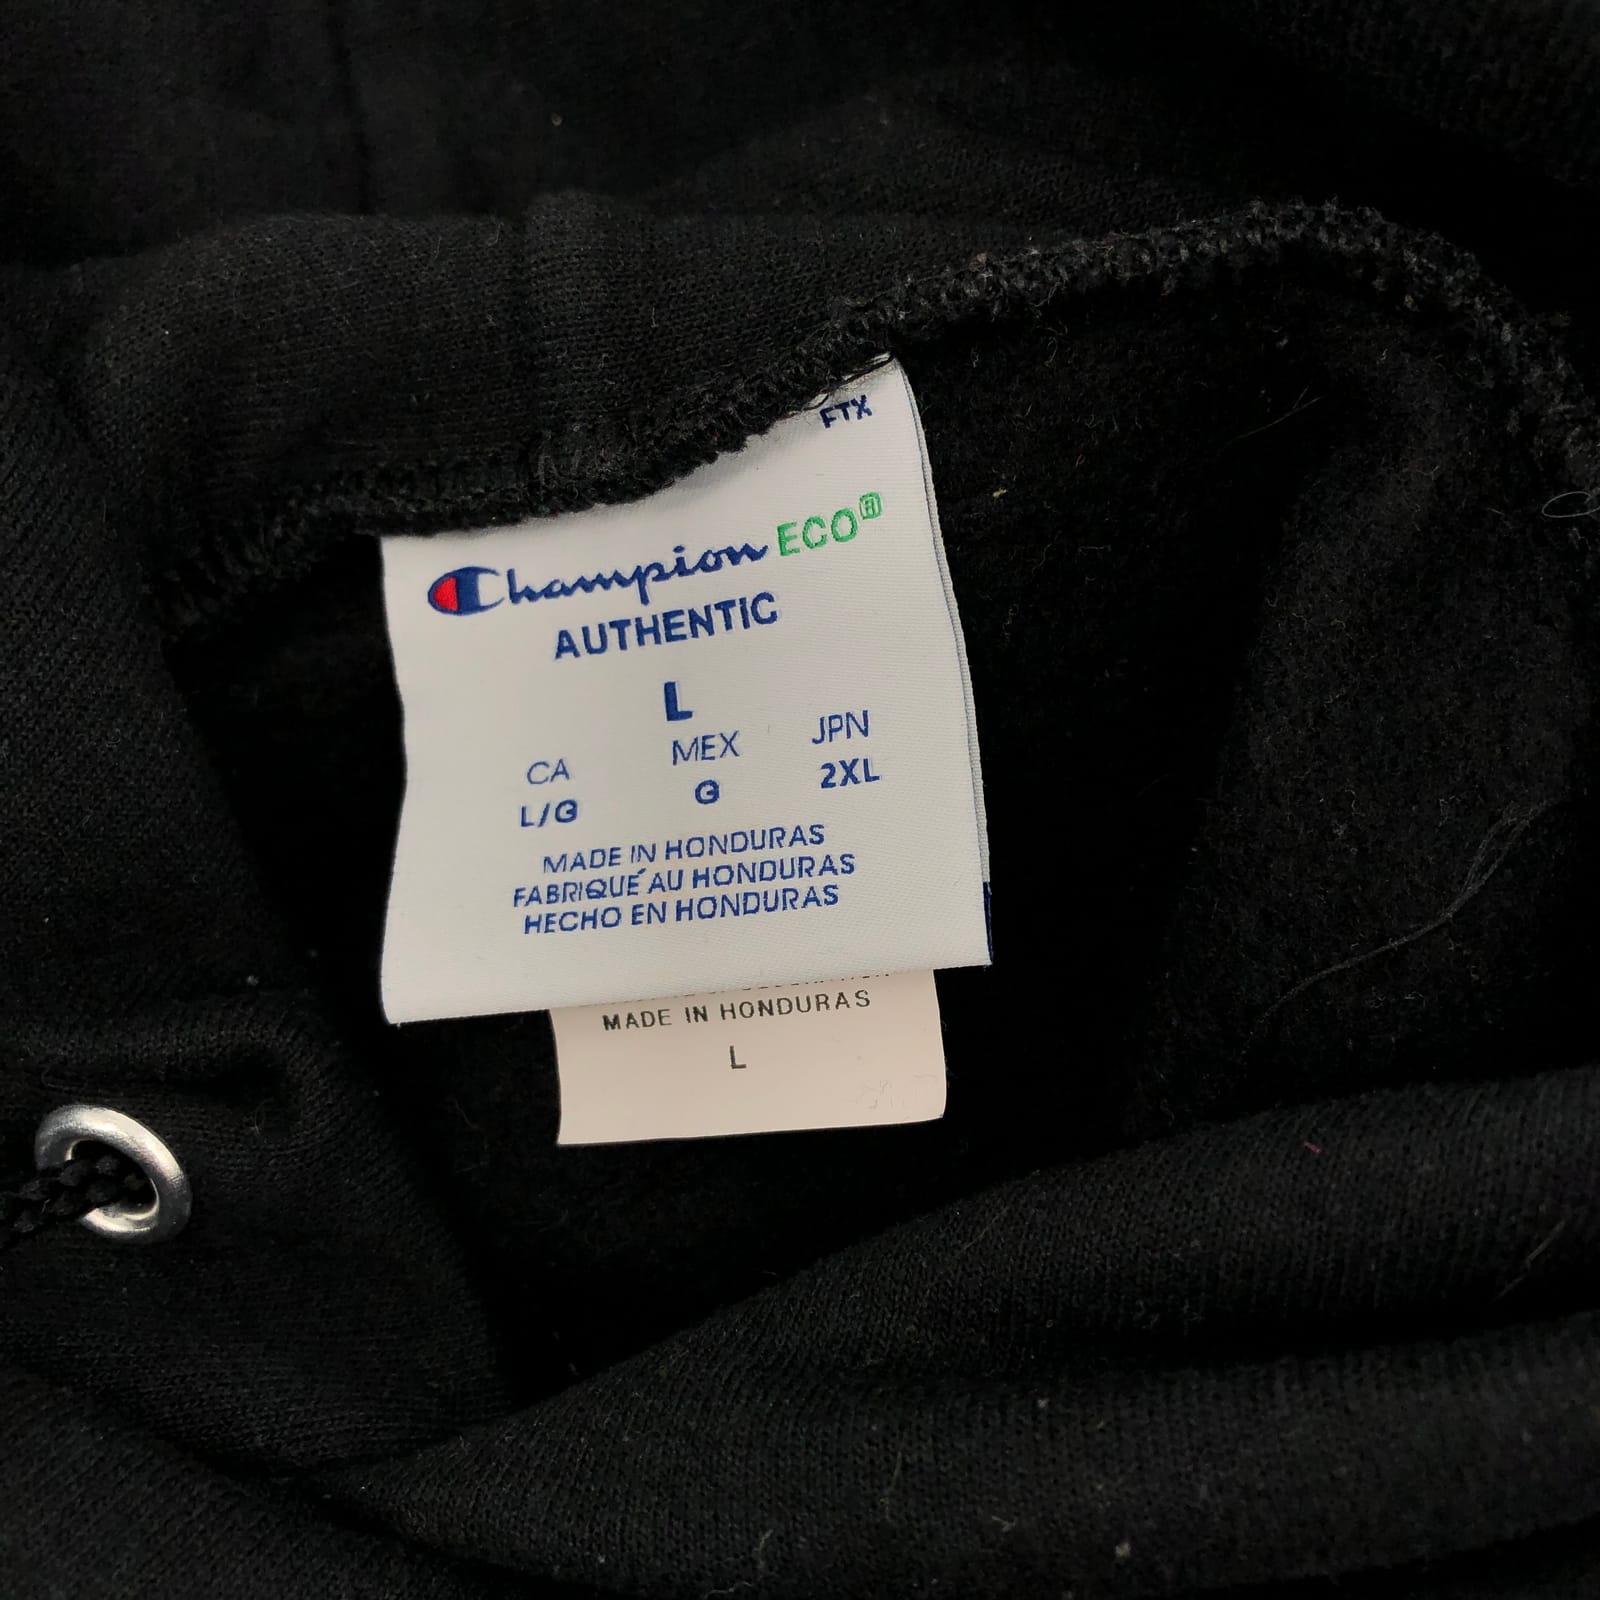 FTX
Champion ECO®
AUTHENTIC
L
CA MEX JPN
L/G G 2XL
MADE IN HONDURAS
FABRIQUÉ AU HONDURAS
HECHO EN HONDURAS
MADE IN HONDURAS
L